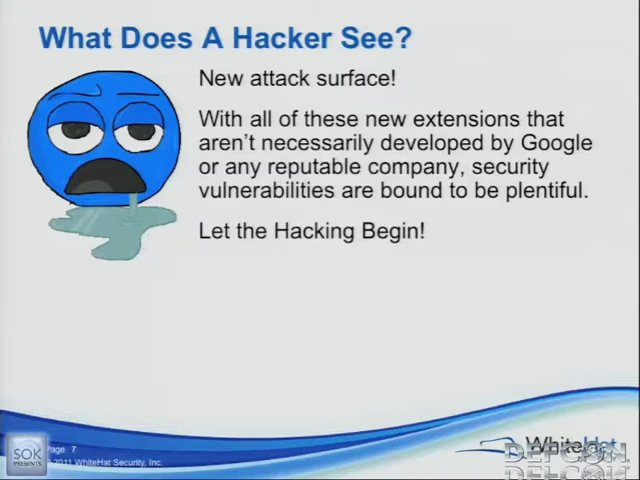 What Does A Hacker See?
New attack surface!
With all of these new extensions that
aren't necessarily developed by Google
or any reputable company, security
vulnerabilities are bound to be plentiful.
Let the Hacking Begin!
Page 7
© 2011 WhiteHat Security, Inc.
SOK
PRESENTS
WhiteHat
DEFCON
DEFCON